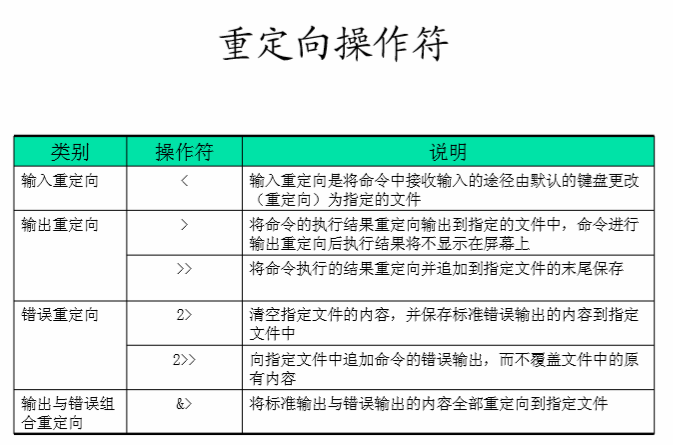 重定向操作符
类别 操作符 说明
输入重定向 < 输入重定向是将命令中接收输入的途径由默认的键盘更改
（重定向）为指定的文件
输出重定向 > 将命令的执行结果重定向输出到指定的文件中，命令进行
输出重定向后执行结果将不显示在屏幕上
>> 将命令执行的结果重定向并追加到指定文件的末尾保存
错误重定向 2> 清空指定文件的内容，并保存标准错误输出的内容到指定
文件中
2>> 向指定文件中追加命令的错误输出，而不覆盖文件中的原
有内容
输出与错误组 &> 将标准输出与错误输出的内容全部重定向到指定文件
合重定向